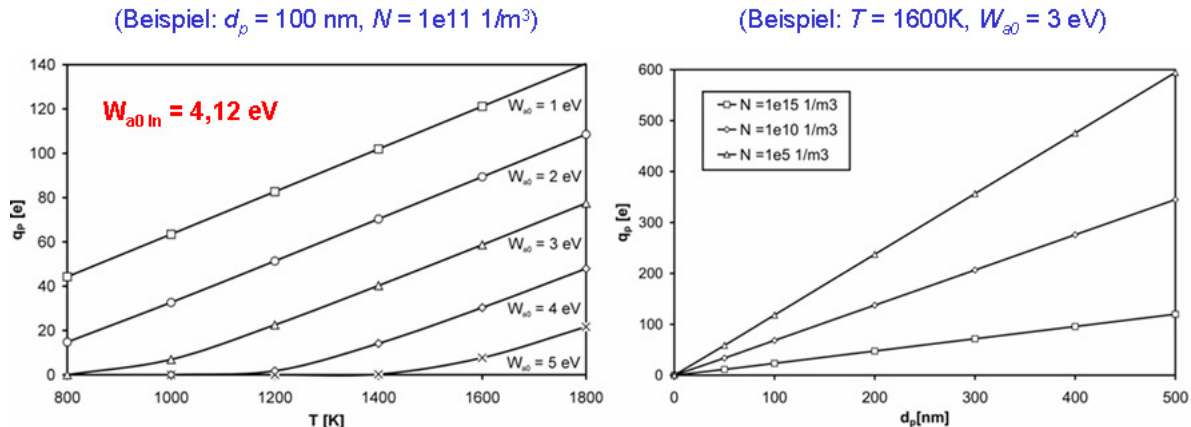 (Beispiel: dₚ = 100 nm, N = 1e11 1/m³)
140
120
100
80
60
40
20
0
qₚ [e]
Wₐ₀ ₗₙ = 4,12 eV
Wₐ₀ = 1 eV
Wₐ₀ = 2 eV
Wₐ₀ = 3 eV
Wₐ₀ = 4 eV
Wₐ₀ = 5 eV
800 1000 1200 1400 1600 1800
T [K]
(Beispiel: T = 1600K, Wₐ₀ = 3 eV)
600
500
400
300
200
100
0
qₚ [e]
N =1e15 1/m3
N =1e10 1/m3
N =1e5 1/m3
0 100 200 300 400 500
dₚ[nm]